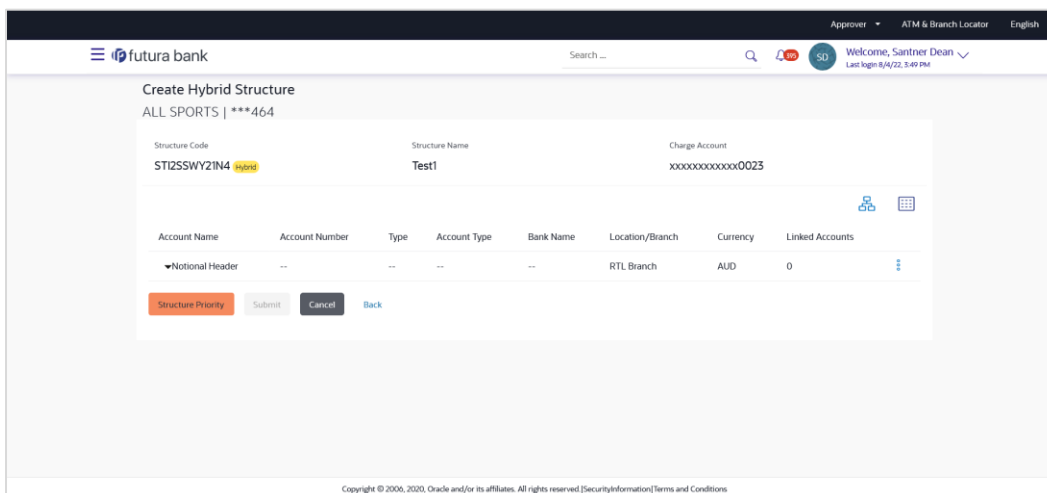 Approver ATM & Branch Locator English
futura bank Search ... 395 SD Welcome, Santner Dean
Last login 8/4/22, 3:49 PM
Create Hybrid Structure
ALL SPORTS | ***464
Structure Code Structure Name Charge Account
STI2SSWY21N4 Hybrid Test1 xxxxxxxxxxxx0023
Account Name Account Number Type Account Type Bank Name Location/Branch Currency Linked Accounts
Notional Header -- -- -- -- RTL Branch AUD 0
Structure Priority Submit Cancel Back
Copyright © 2006, 2020, Oracle and/or its affiliates. All rights reserved.|SecurityInformation|Terms and Conditions